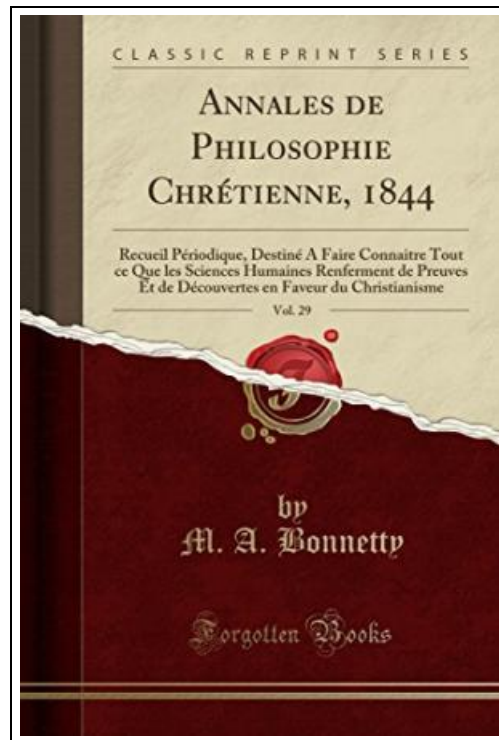 CLASSIC REPRINT SERIES
ANNALES DE
PHILOSOPHIE
CHRÉTIENNE, 1844
Recueil Périodique, Destiné A Faire Connaitre Tout
ce Que les Sciences Humaines Renferment de Preuves
Et de Découvertes en Faveur du Christianisme
Vol. 29
F
by
M. A. Bonnetty
Forgotten Books